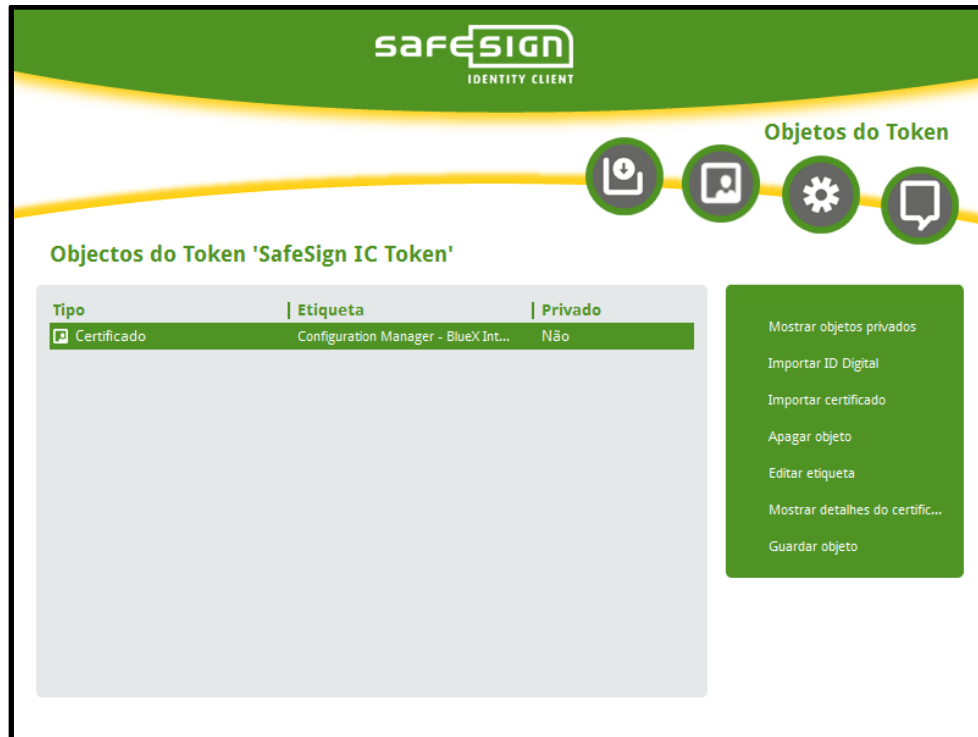 safesign
IDENTITY CLIENT
Objetos do Token
Objectos do Token 'SafeSign IC Token'
Tipo Etiqueta Privado
Certificado Configuration Manager - BlueX Int... Não
Mostrar objetos privados
Importar ID Digital
Importar certificado
Apagar objeto
Editar etiqueta
Mostrar detalhes do certific...
Guardar objeto